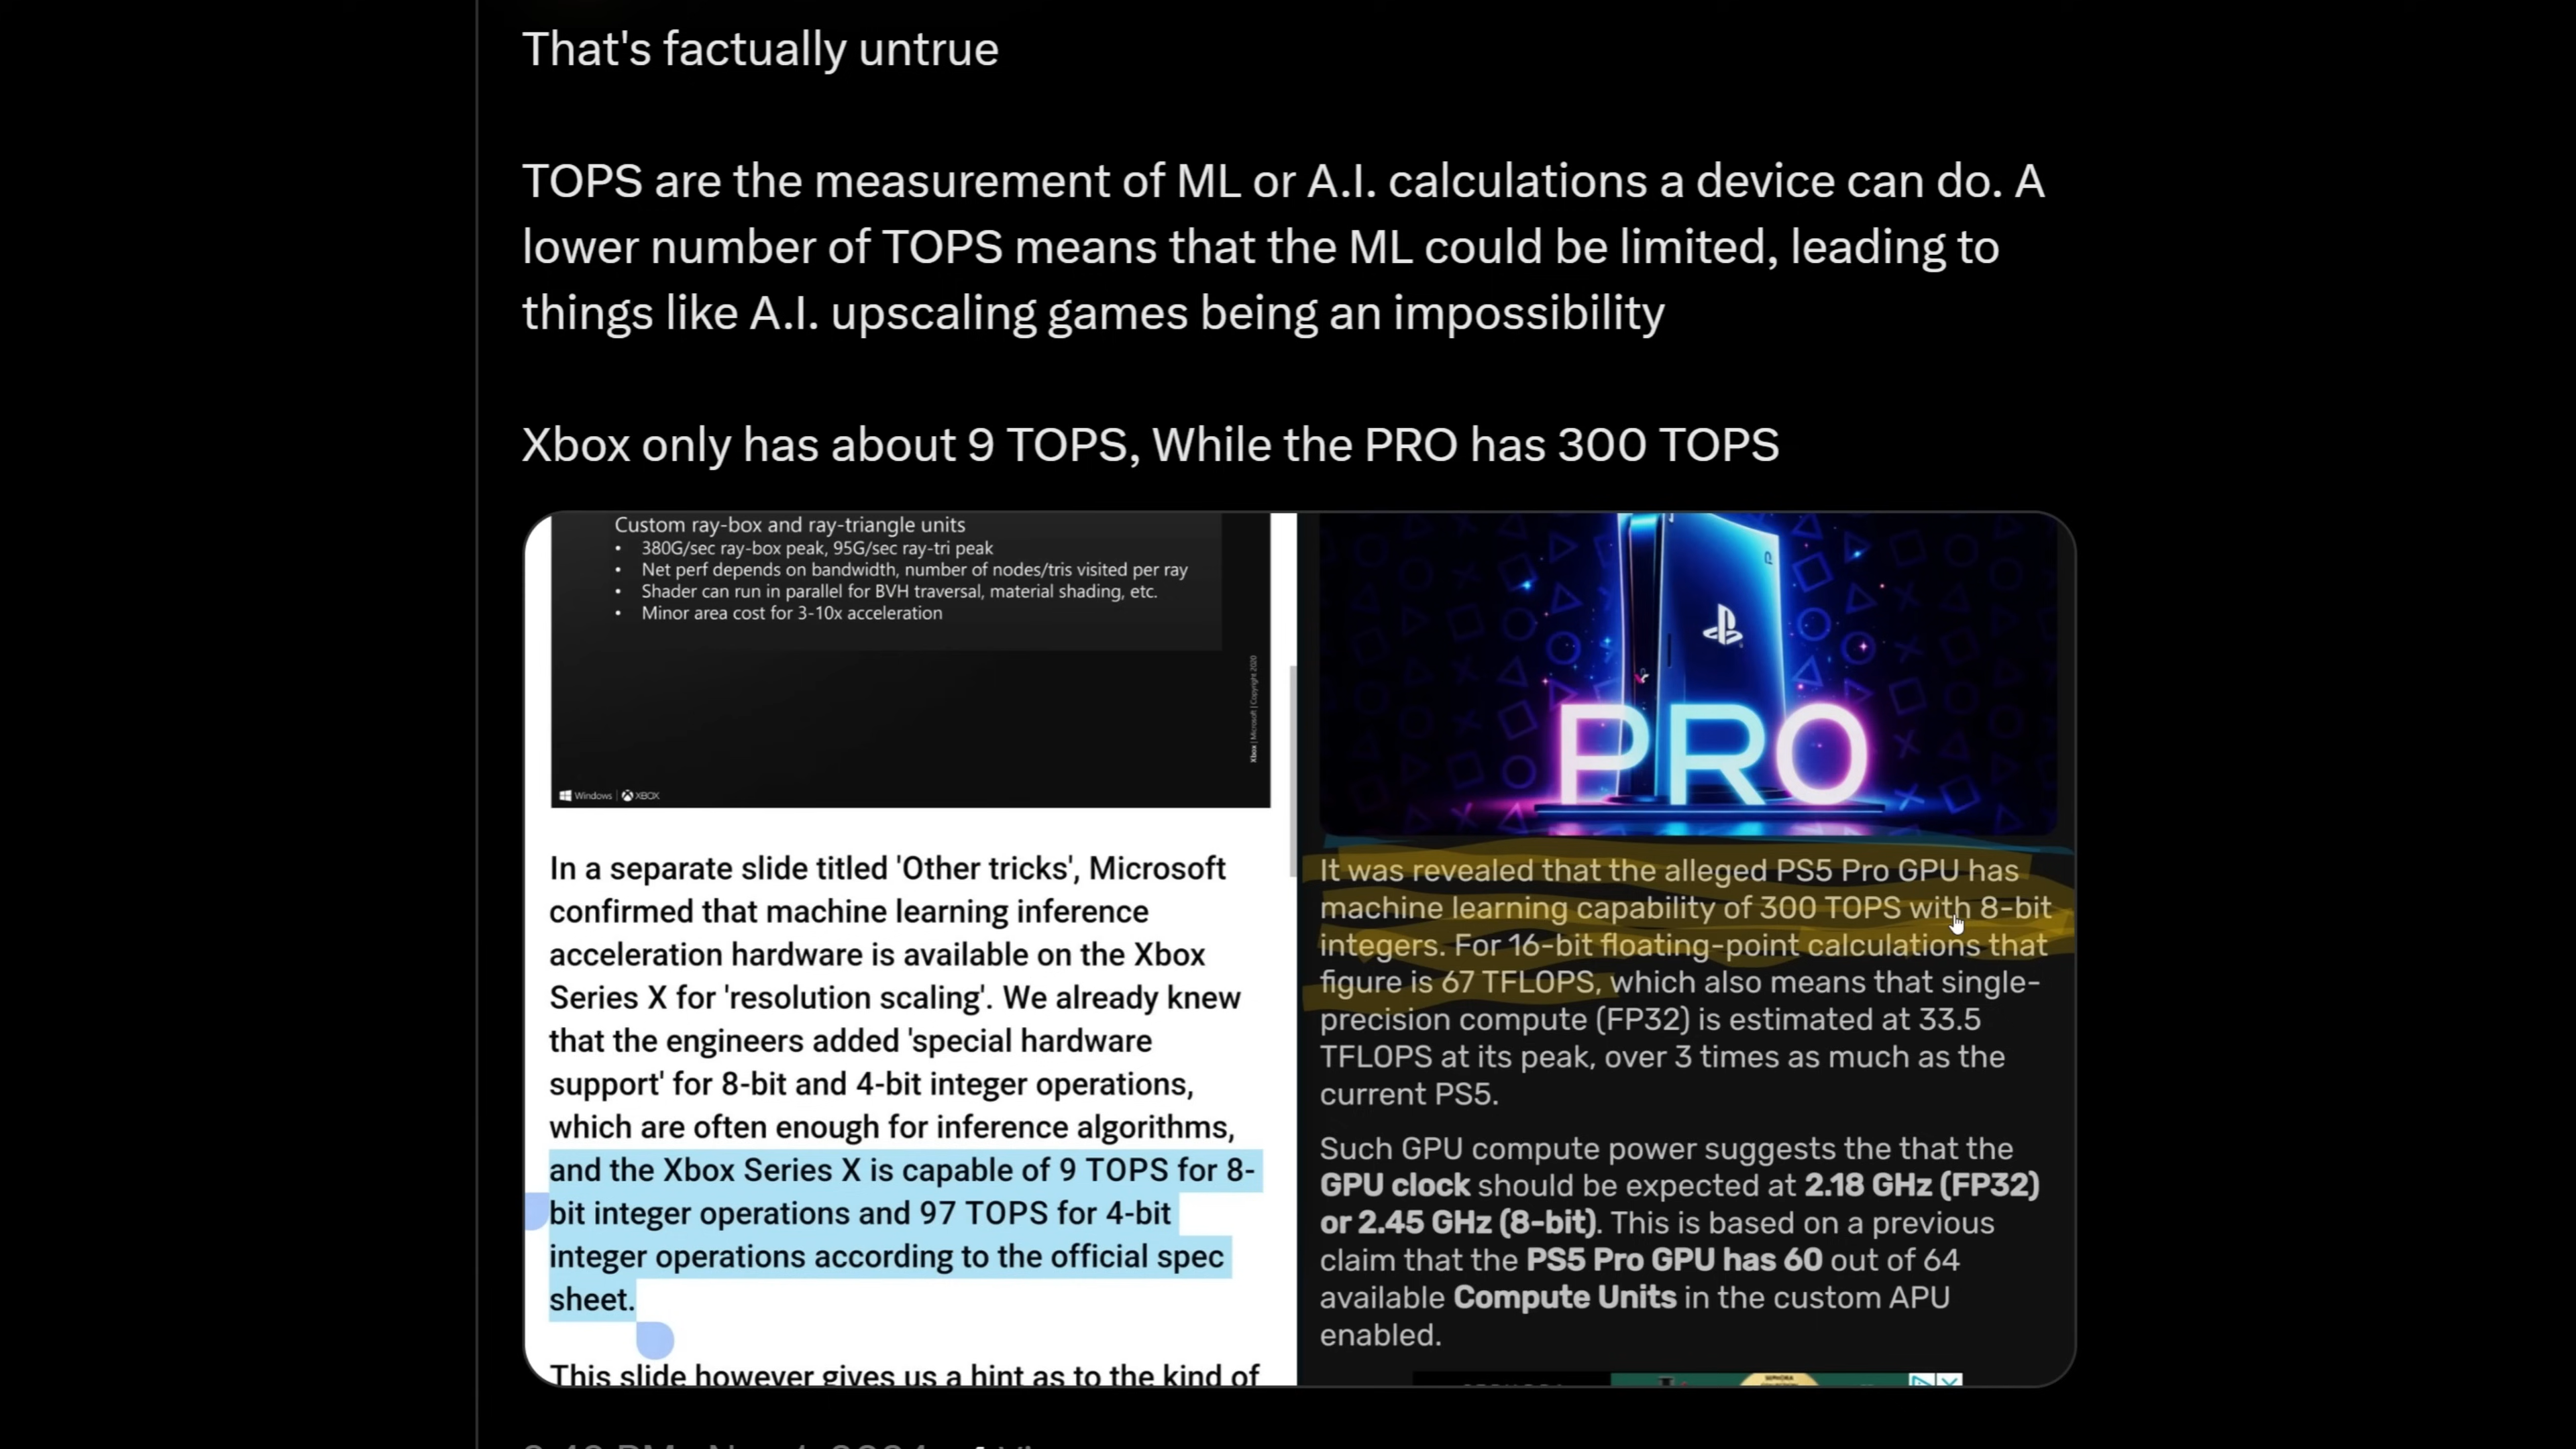 That's factually untrue
TOPS are the measurement of ML or A.I. calculations a device can do. A
lower number of TOPS means that the ML could be limited, leading to
things like A.I. upscaling games being an impossibility
Xbox only has about 9 TOPS, While the PRO has 300 TOPS
Custom ray-box and ray-triangle units
• 380G/sec ray-box peak, 95G/sec ray-tri peak
• Net perf depends on bandwidth, number of nodes/tris visited per ray
• Shader can run in parallel for BVH traversal, material shading, etc.
• Minor area cost for 3-10x acceleration
Xbox | Microsoft | Copyright 2020
Windows | XBOX
In a separate slide titled 'Other tricks', Microsoft
confirmed that machine learning inference
acceleration hardware is available on the Xbox
Series X for 'resolution scaling'. We already knew
that the engineers added 'special hardware
support' for 8-bit and 4-bit integer operations,
which are often enough for inference algorithms,
and the Xbox Series X is capable of 9 TOPS for 8-
bit integer operations and 97 TOPS for 4-bit
integer operations according to the official spec
sheet.
This slide however gives us a hint as to the kind of
PRO
It was revealed that the alleged PS5 Pro GPU has
machine learning capability of 300 TOPS with 8-bit
integers. For 16-bit floating-point calculations that
figure is 67 TFLOPS, which also means that single-
precision compute (FP32) is estimated at 33.5
TFLOPS at its peak, over 3 times as much as the
current PS5.
Such GPU compute power suggests the that the
GPU clock should be expected at 2.18 GHz (FP32)
or 2.45 GHz (8-bit). This is based on a previous
claim that the PS5 Pro GPU has 60 out of 64
available Compute Units in the custom APU
enabled.